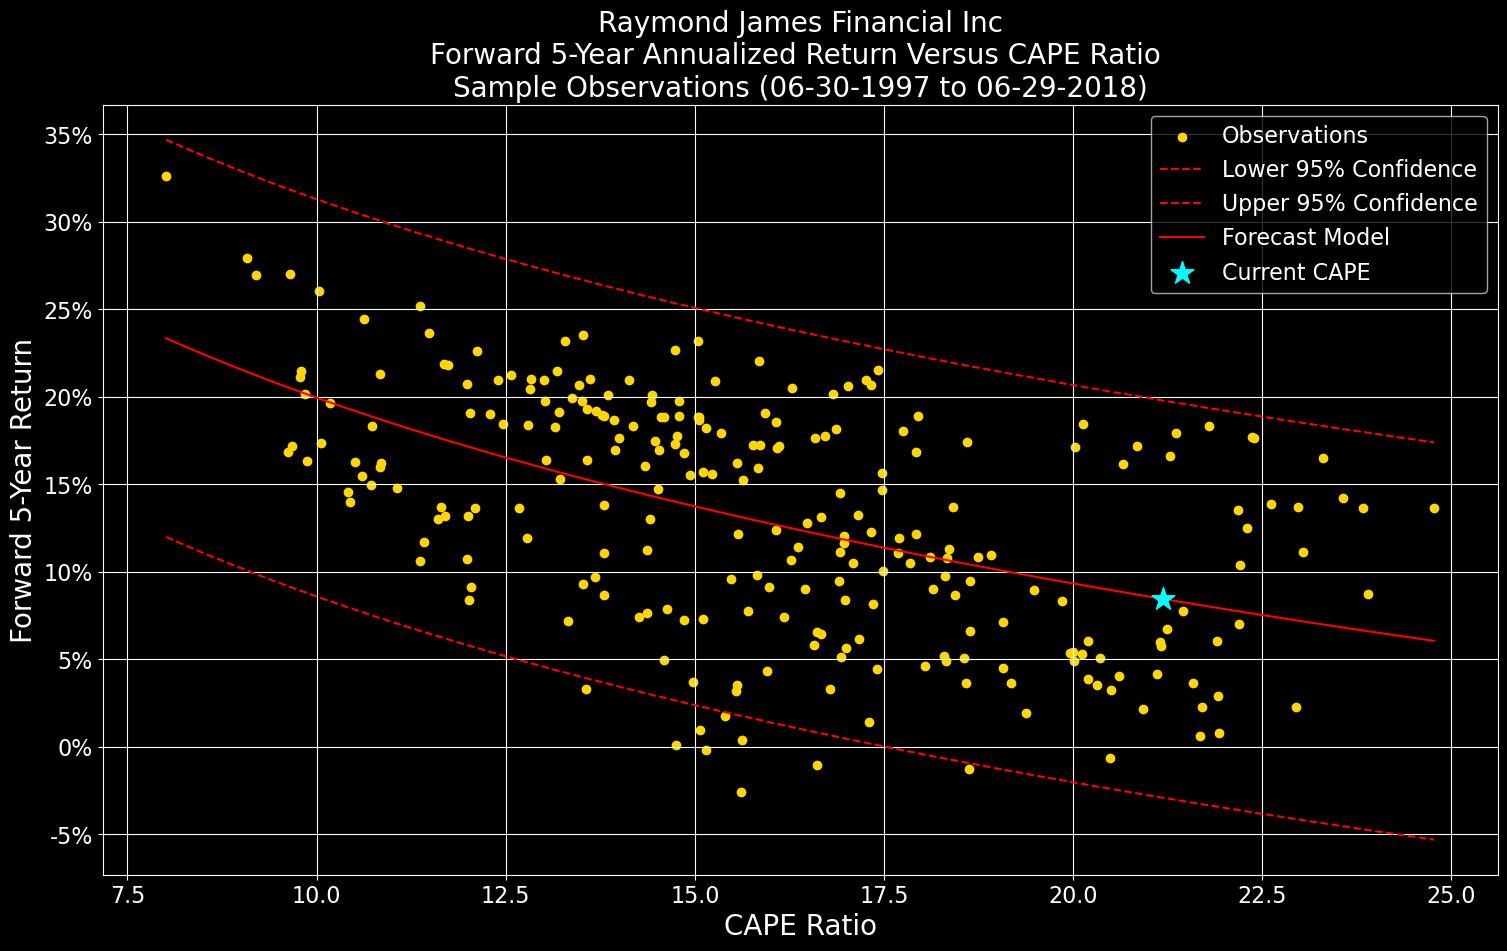 Raymond James Financial Inc
Forward 5-Year Annualized Return Versus CAPE Ratio
Sample Observations (06-30-1997 to 06-29-2018)
Observations
Lower 95% Confidence
Upper 95% Confidence
Forecast Model
Current CAPE
Forward 5-Year Return
35%
30%
25%
20%
15%
10%
5%
0%
-5%
7.5
10.0
12.5
15.0
17.5
20.0
22.5
25.0
CAPE Ratio